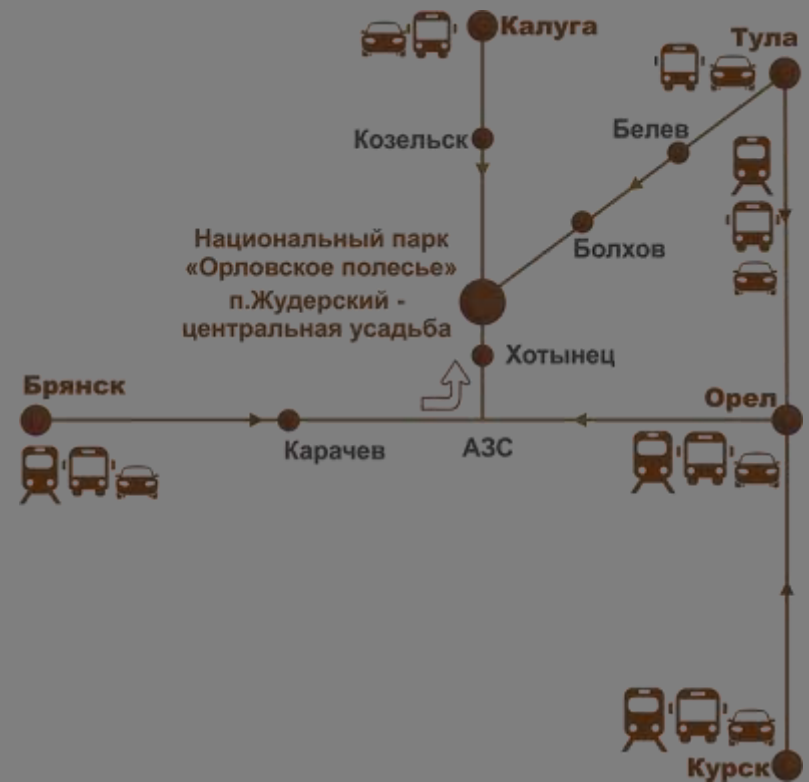 Калуга
Тула
Козельск
Белев
Болхов
Национальный парк
«Орловское полесье»
п.Жудерский -
центральная усадьба
Хотынец
Брянск
Орел
Карачев
АЗС
Курск